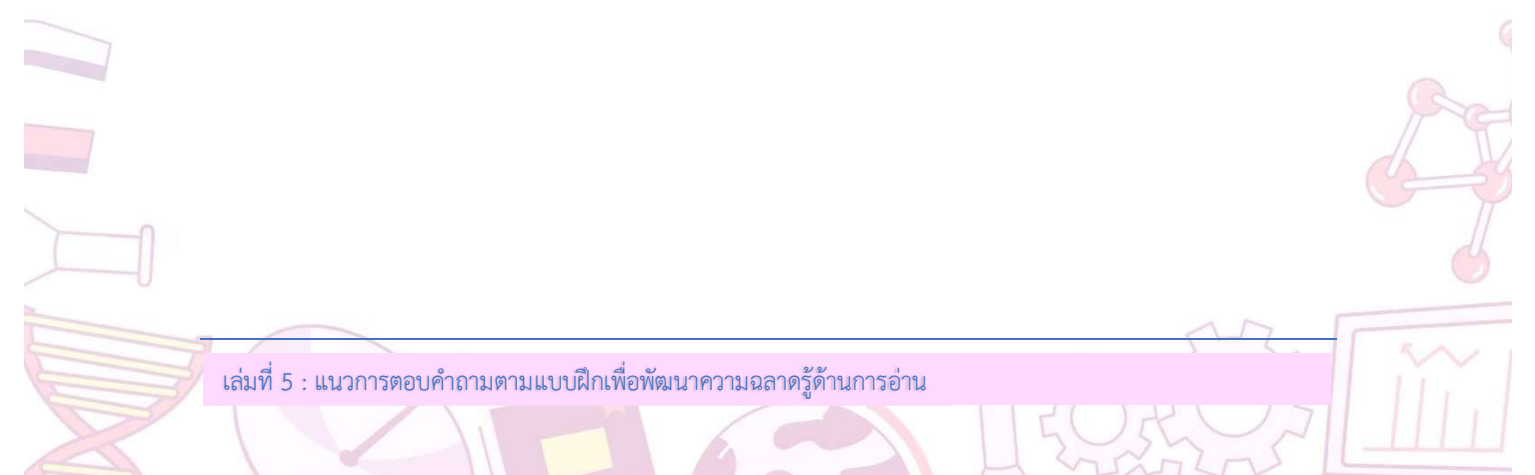 เล่มที่ 5 : แนวการตอบคำถามตามแบบฝึกเพื่อพัฒนาความฉลาดรู้ด้านการอ่าน